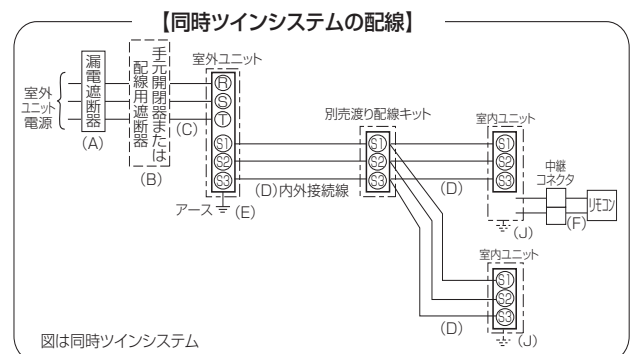 【同時ツインシステムの配線】
室外
ユニット
電源
漏電遮断器
(A)
手元開閉器または
配線用遮断器
(B)
(C)
室外ユニット
R
S
T
S1
S2
S3
アース
(E)
(D)内外接続線
別売渡り配線キット
S1
S2
S3
(D)
室内ユニット
S1
S2
S3
(J)
中継
コネクタ
(F)
リモコン
室内ユニット
S1
S2
S3
(D)
(J)
図は同時ツインシステム